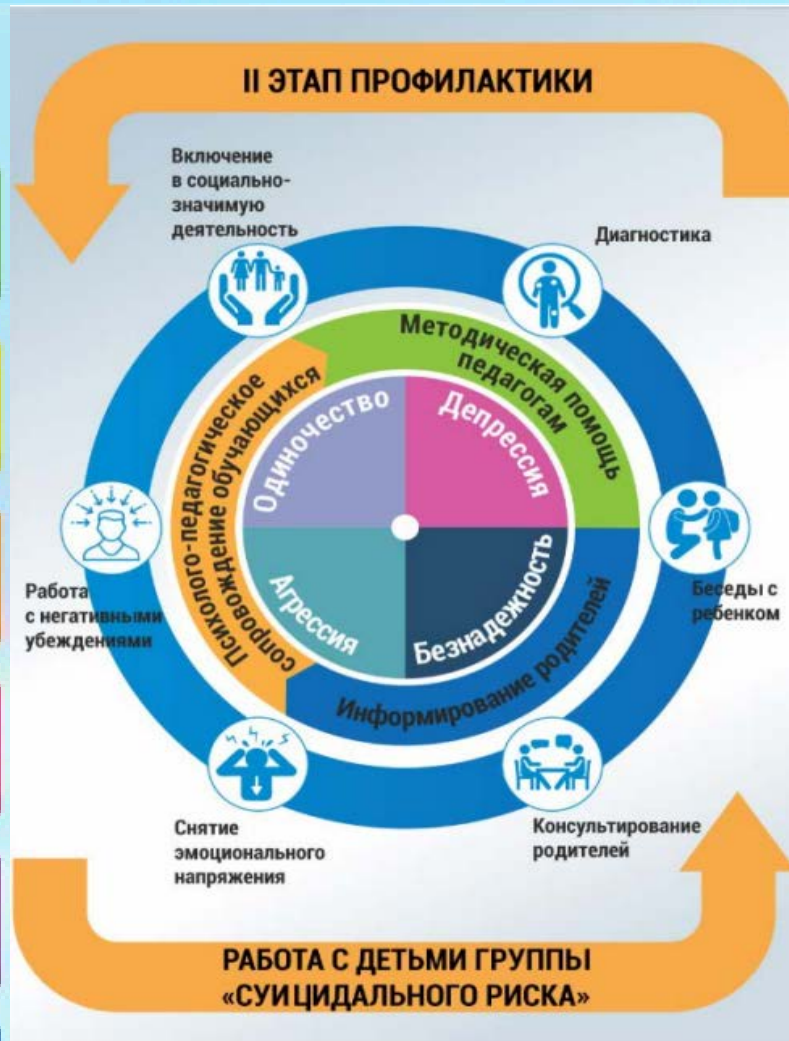 II ЭТАП ПРОФИЛАКТИКИ
Включение
в социально-
значимую
деятельность
Диагностика
Методическая помощь
педагогам
Психолого-педагогическое
сопровождение обучающихся
Одиночество
Депрессия
Агрессия
Безнадежность
Информирование родителей
Работа
с негативными
убеждениями
Беседы с
ребенком
Снятие
эмоционального
напряжения
Консультирование
родителей
РАБОТА С ДЕТЬМИ ГРУППЫ
«СУИЦИДАЛЬНОГО РИСКА»